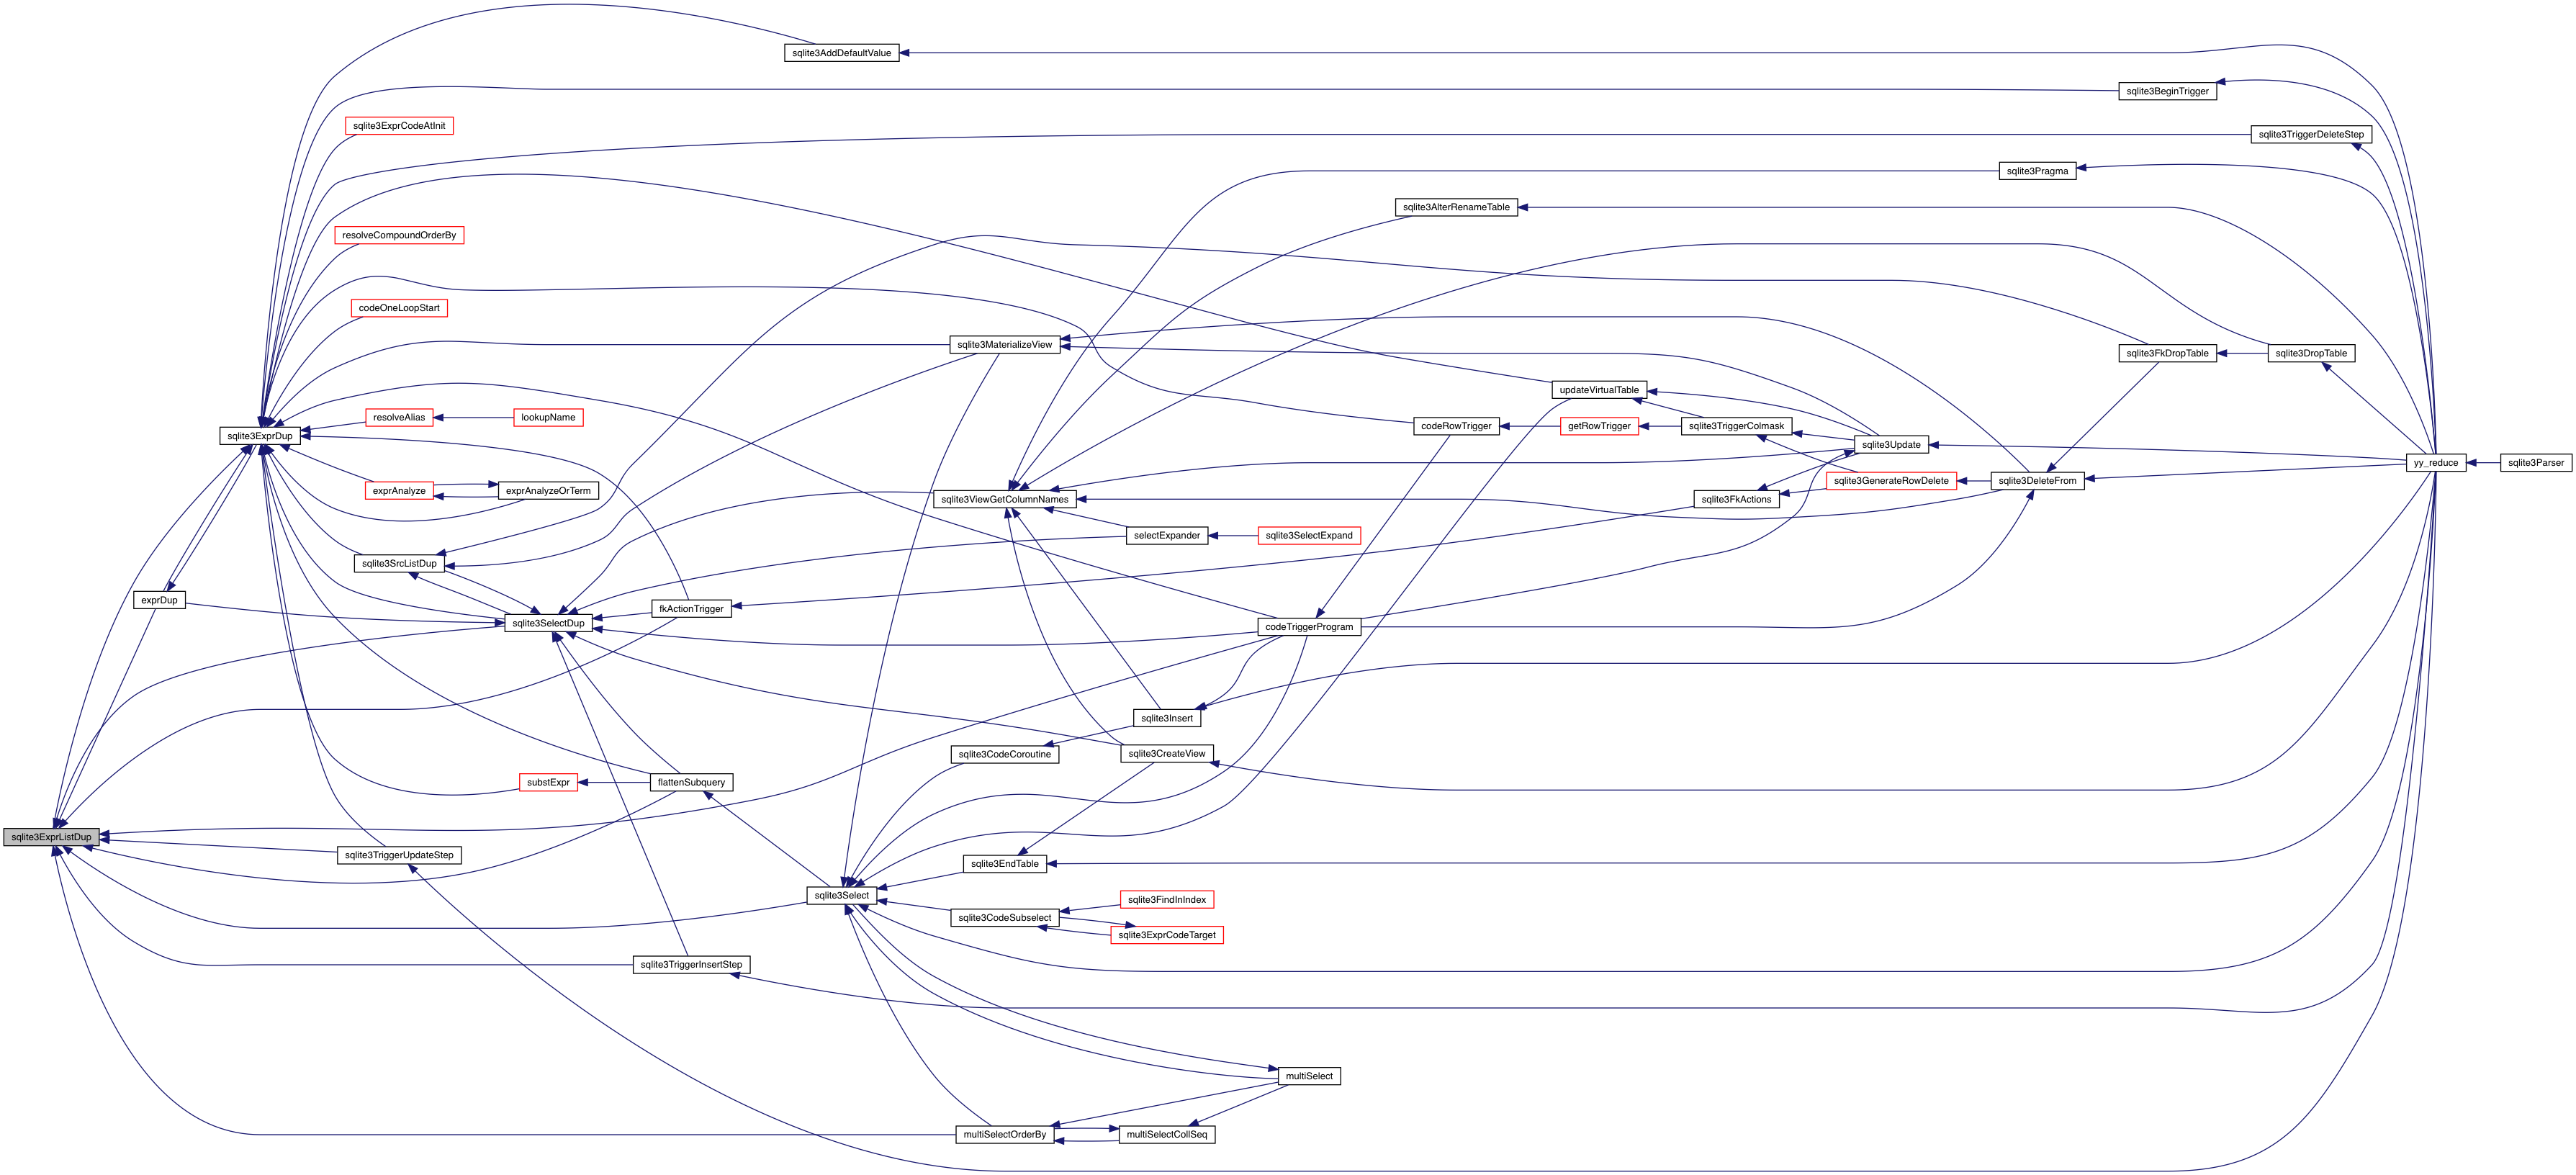 sqlite3AddDefaultValue
sqlite3BeginTrigger
sqlite3ExprCodeAtInit
sqlite3TriggerDeleteStep
sqlite3Pragma
sqlite3AlterRenameTable
resolveCompoundOrderBy
codeOneLoopStart
sqlite3MaterializeView
sqlite3FkDropTable
sqlite3DropTable
updateVirtualTable
resolveAlias
lookupName
codeRowTrigger
getRowTrigger
sqlite3TriggerColmask
sqlite3ExprDup
sqlite3Update
yy_reduce
sqlite3Parser
exprAnalyze
exprAnalyzeOrTerm
sqlite3ViewGetColumnNames
sqlite3FkActions
sqlite3GenerateRowDelete
sqlite3DeleteFrom
selectExpander
sqlite3SelectExpand
sqlite3SrcListDup
exprDup
fkActionTrigger
sqlite3SelectDup
codeTriggerProgram
sqlite3Insert
sqlite3CodeCoroutine
sqlite3CreateView
substExpr
flattenSubquery
sqlite3ExprListDup
sqlite3TriggerUpdateStep
sqlite3EndTable
sqlite3Select
sqlite3FindInIndex
sqlite3CodeSubselect
sqlite3ExprCodeTarget
sqlite3TriggerInsertStep
multiSelect
multiSelectOrderBy
multiSelectCollSeq